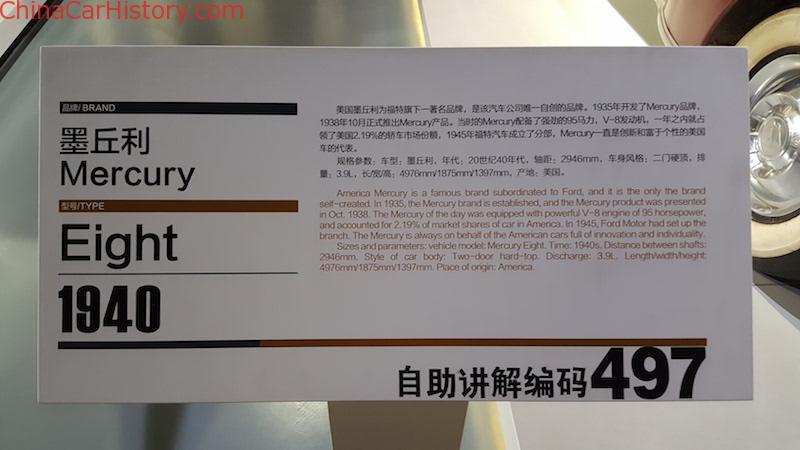 ChinaCarHistory.com
品牌/ BRAND
墨丘利
Mercury
型号/TYPE
Eight
1940
美国墨丘利为福特旗下一著名品牌，是该汽车公司唯一自创的品牌。1935年开发了Mercury品牌，
1938年10月正式推出Mercury产品。当时的Mercury配备了强劲的95马力，V-8发动机，一年之内就占
领了美国2.19%的轿车市场份额，1945年福特汽车成立了分部，Mercury一直是创新和富于个性的美国
车的代表。
规格参数：车型：墨丘利，年代：20世纪40年代，轴距：2946mm，车身风格：二门硬顶，排
量：3.9L，长/宽/高：4976mm/1875mm/1397mm，产地：美国。
America Mercury is a famous brand subordinated to Ford, and it is the only the brand
self-created. In 1935, the Mercury brand is established, and the Mercury product was presented
in Oct. 1938. The Mercury of the day was equipped with powerful V-8 engine of 95 horsepower,
and accounted for 2.19% of market shares of car in America. In 1945, Ford Motor had set up the
branch. The Mercury is always on behalf of the American cars full of innovation and individuality.
Sizes and parameters: vehicle model: Mercury Eight. Time: 1940s. Distance between shafts:
2946mm. Style of car body: Two-door hard-top. Discharge: 3.9L. Length/width/height:
4976mm/1875mm/1397mm. Place of origin: America.
自助讲解编码497